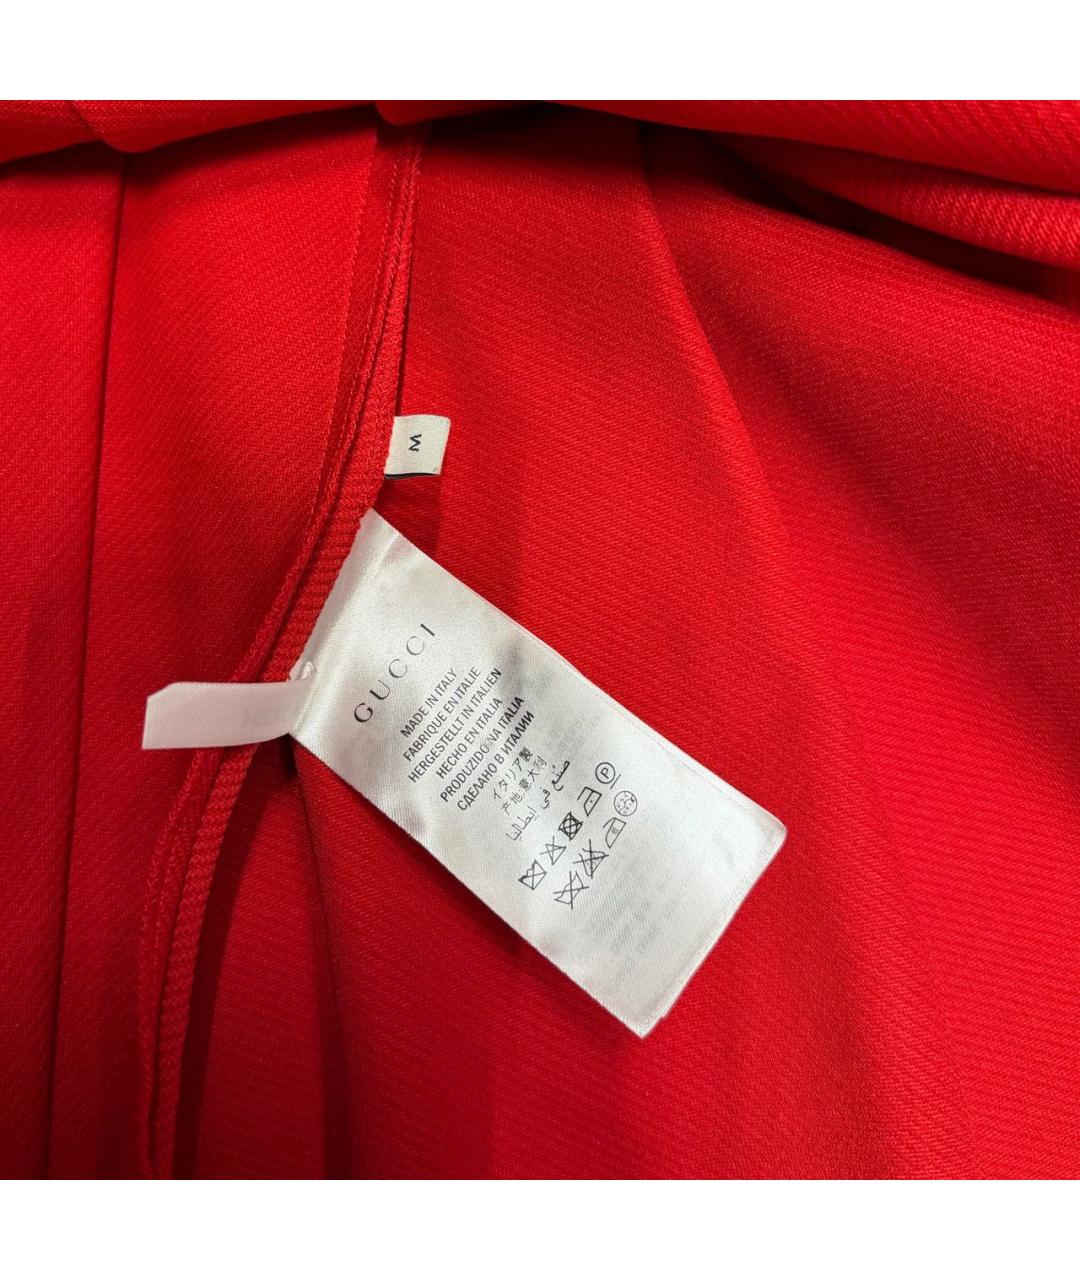 M
GUCCI
MADE IN ITALY
FABRIQUE EN ITALIE
HERGESTELLT IN ITALIEN
HECHO EN ITALIA
PRODUZIDO NA ITALIA
СДЕЛАНО В ИТАЛИИ
イタリア製
产地:意大利
صنع في إيطاليا